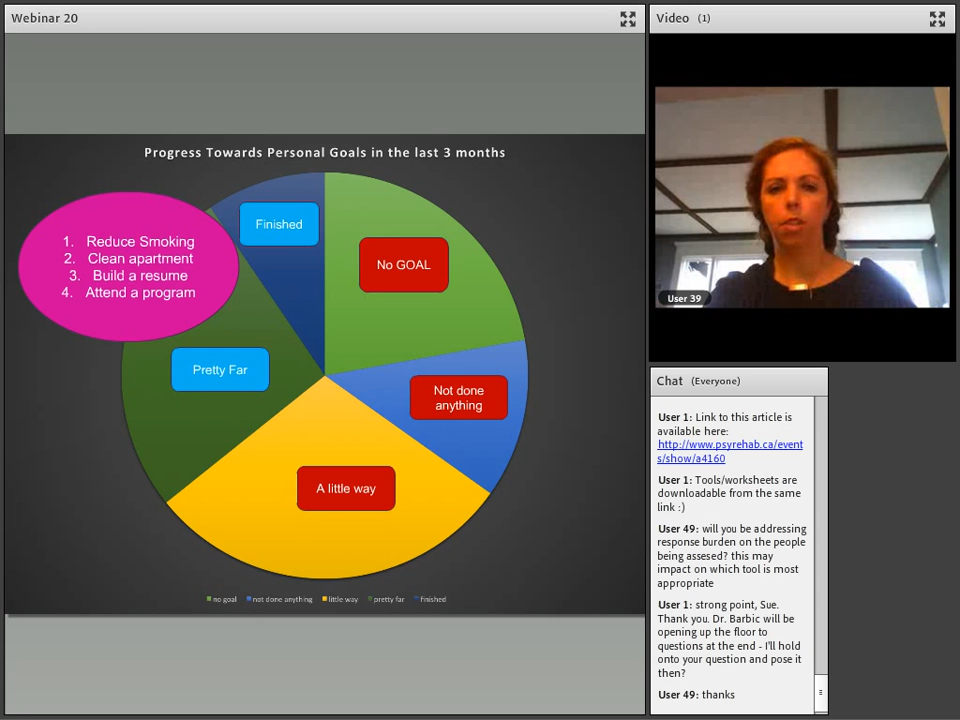 Webinar 20
Progress Towards Personal Goals in the last 3 months
1. Reduce Smoking
2. Clean apartment
3. Build a resume
4. Attend a program
Finished
No GOAL
Pretty Far
Not done
anything
A little way
no goal not done anything little way pretty far finished
Video (1)
User 39
Chat (Everyone)
User 1: Link to this article is
available here:
http://www.psyrehab.ca/event
s/show/a4160
User 1: Tools/worksheets are
downloadable from the same
link :)
User 49: will you be addressing
response burden on the people
being assesed? this may
impact on which tool is most
appropriate
User 1: strong point, Sue.
Thank you. Dr. Barbic will be
opening up the floor to
questions at the end - I'll hold
onto your question and pose it
then?
User 49: thanks